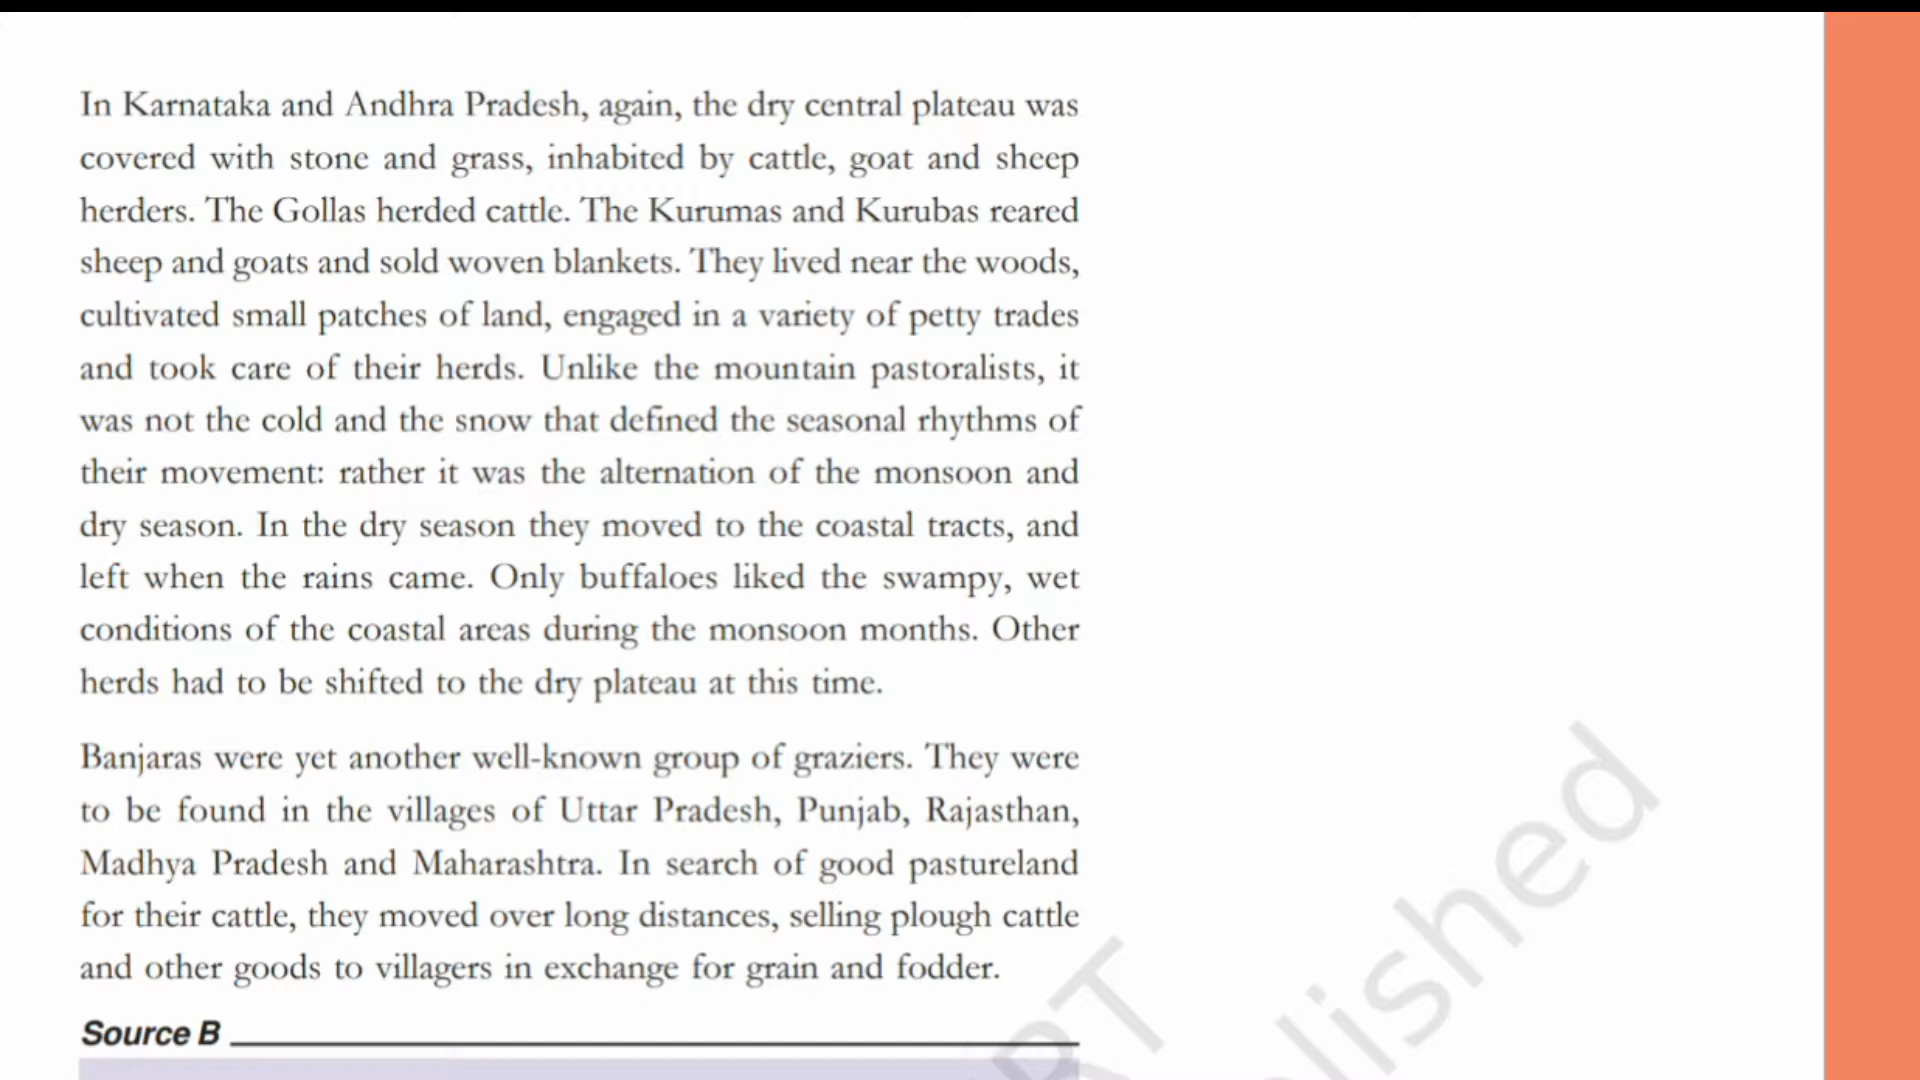 In Karnataka and Andhra Pradesh, again, the dry central plateau was
covered with stone and grass, inhabited by cattle, goat and sheep
herders. The Gollas herded cattle. The Kurumas and Kurubas reared
sheep and goats and sold woven blankets. They lived near the woods,
cultivated small patches of land, engaged in a variety of petty trades
and took care of their herds. Unlike the mountain pastoralists, it
was not the cold and the snow that defined the seasonal rhythms of
their movement: rather it was the alternation of the monsoon and
dry season. In the dry season they moved to the coastal tracts, and
left when the rains came. Only buffaloes liked the swampy, wet
conditions of the coastal areas during the monsoon months. Other
herds had to be shifted to the dry plateau at this time.
Banjaras were yet another well-known group of graziers. They were
to be found in the villages of Uttar Pradesh, Punjab, Rajasthan,
Madhya Pradesh and Maharashtra. In search of good pastureland
for their cattle, they moved over long distances, selling plough cattle
and other goods to villagers in exchange for grain and fodder.
Source B